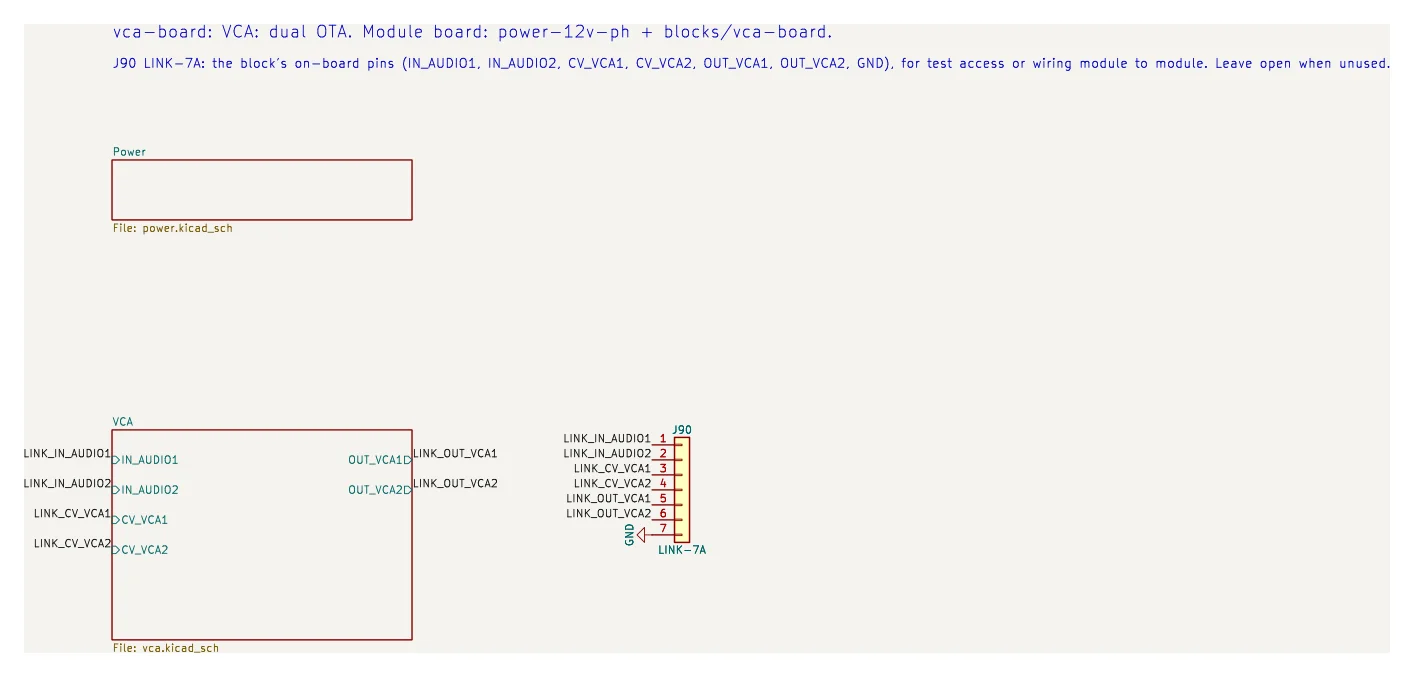 vca-board: VCA: dual OTA. Module board: power-12v-ph + blocks/vca-board.
J90 LINK-7A: the block's on-board pins (IN_AUDIO1, IN_AUDIO2, CV_VCA1, CV_VCA2, OUT_VCA1, OUT_VCA2, GND), for test access or wiring module to module. Leave open when unused.
Power
File: power.kicad_sch
VCA
LINK_IN_AUDIO1
IN_AUDIO1
OUT_VCA1
LINK_OUT_VCA1
LINK_IN_AUDIO2
IN_AUDIO2
OUT_VCA2
LINK_OUT_VCA2
LINK_CV_VCA1
CV_VCA1
LINK_CV_VCA2
CV_VCA2
File: vca.kicad_sch
J90
LINK_IN_AUDIO1 1
LINK_IN_AUDIO2 2
LINK_CV_VCA1 3
LINK_CV_VCA2 4
LINK_OUT_VCA1 5
LINK_OUT_VCA2 6
GND 7
LINK-7A